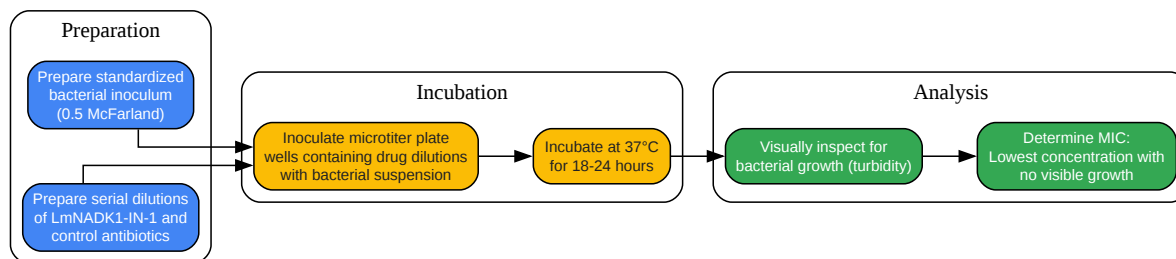 Preparation
Prepare standardized
bacterial inoculum
(0.5 McFarland)
Prepare serial dilutions
of LmNADK1-IN-1 and
control antibiotics
Incubation
Inoculate microtiter plate
wells containing drug dilutions
with bacterial suspension
Incubate at 37°C
for 18-24 hours
Analysis
Visually inspect for
bacterial growth (turbidity)
Determine MIC:
Lowest concentration with
no visible growth